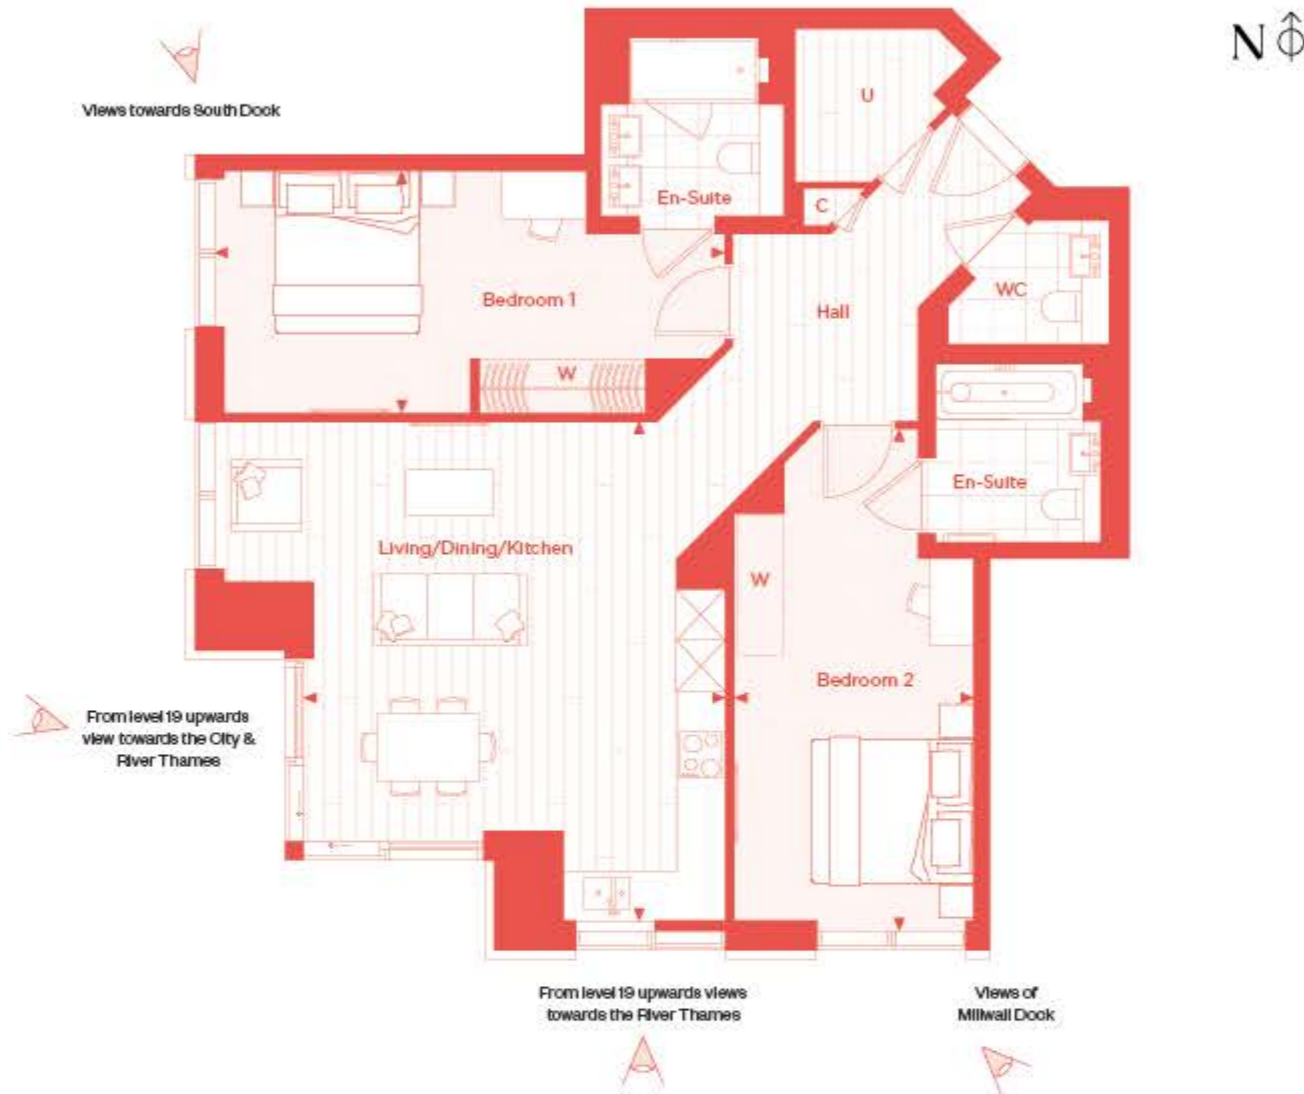 N
Views towards South Dock
U
En-Suite
C
Bedroom 1
Hall
WC
W
En-Suite
Living/Dining/Kitchen
W
Bedroom 2
From level 19 upwards
view towards the City &
River Thames
From level 19 upwards views
towards the River Thames
Views of
Millwall Dock